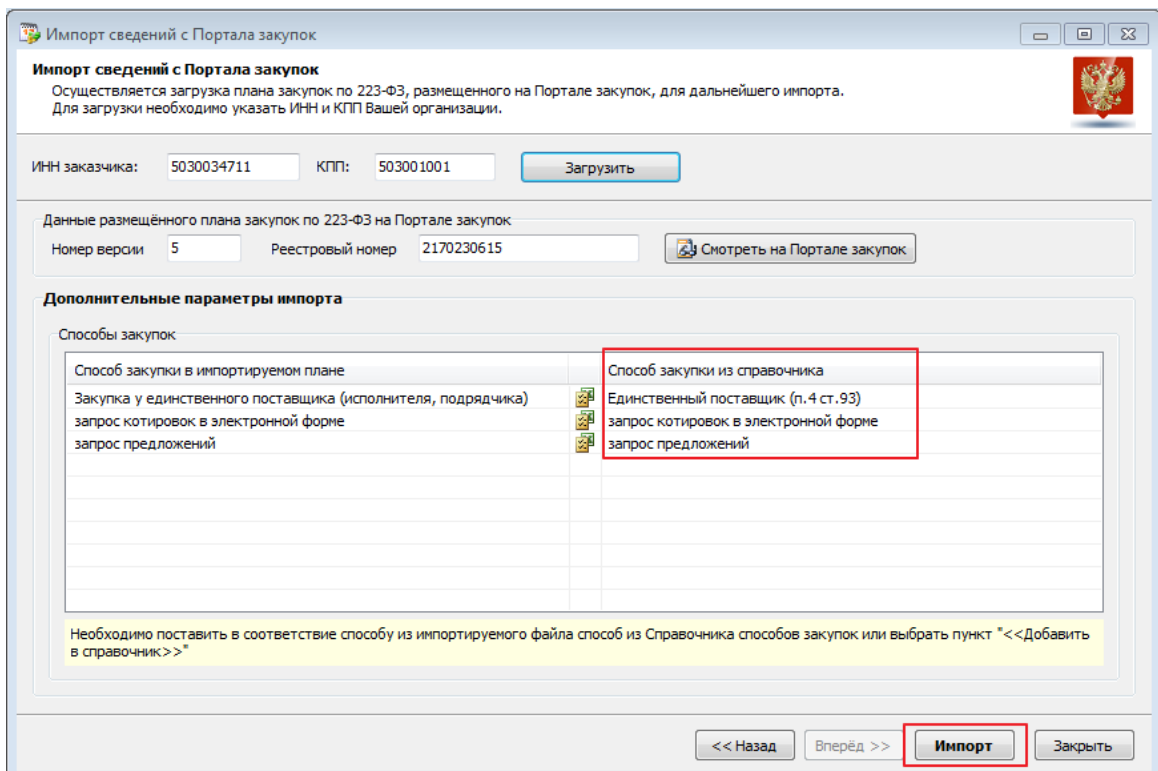 Импорт сведений с Портала закупок
Импорт сведений с Портала закупок
Осуществляется загрузка плана закупок по 223-ФЗ, размещенного на Портале закупок, для дальнейшего импорта.
Для загрузки необходимо указать ИНН и КПП Вашей организации.
ИНН заказчика: 5030034711 КПП: 503001001 Загрузить
Данные размещённого плана закупок по 223-ФЗ на Портале закупок
Номер версии 5 Реестровый номер 2170230615 Смотреть на Портале закупок
Дополнительные параметры импорта
Способы закупок
Способ закупки в импортируемом плане Способ закупки из справочника
Закупка у единственного поставщика (исполнителя, подрядчика) Единственный поставщик (п.4 ст.93)
запрос котировок в электронной форме запрос котировок в электронной форме
запрос предложений запрос предложений
Необходимо поставить в соответствие способу из импортируемого файла способ из Справочника способов закупок или выбрать пункт "<<Добавить
в справочник>>"
<< Назад Вперёд >> Импорт Закрыть